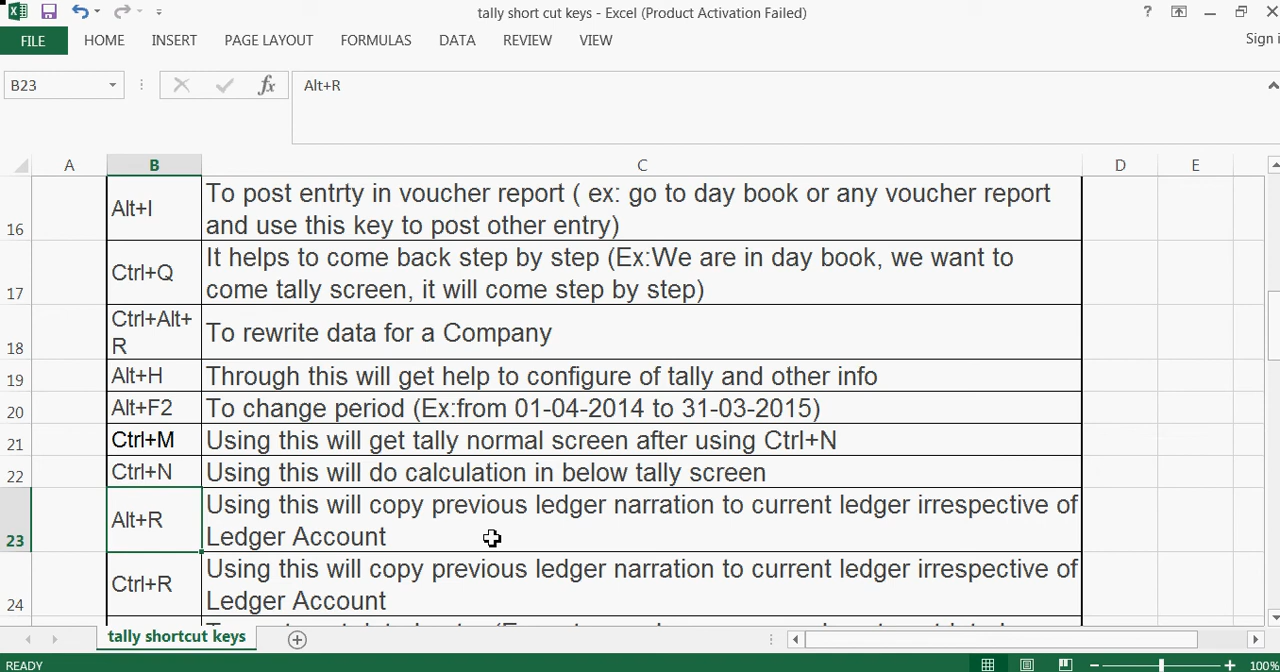 tally short cut keys - Excel (Product Activation Failed)
FILE HOME INSERT PAGE LAYOUT FORMULAS DATA REVIEW VIEW Sign i
B23 fx Alt+R
A B C D E
16 Alt+I To post entrty in voucher report ( ex: go to day book or any voucher report
and use this key to post other entry)
17 Ctrl+Q It helps to come back step by step (Ex:We are in day book, we want to
come tally screen, it will come step by step)
18 Ctrl+Alt+
R To rewrite data for a Company
19 Alt+H Through this will get help to configure of tally and other info
20 Alt+F2 To change period (Ex:from 01-04-2014 to 31-03-2015)
21 Ctrl+M Using this will get tally normal screen after using Ctrl+N
22 Ctrl+N Using this will do calculation in below tally screen
23 Alt+R Using this will copy previous ledger narration to current ledger irrespective of
Ledger Account
24 Ctrl+R Using this will copy previous ledger narration to current ledger irrespective of
Ledger Account
tally shortcut keys
READY 100%